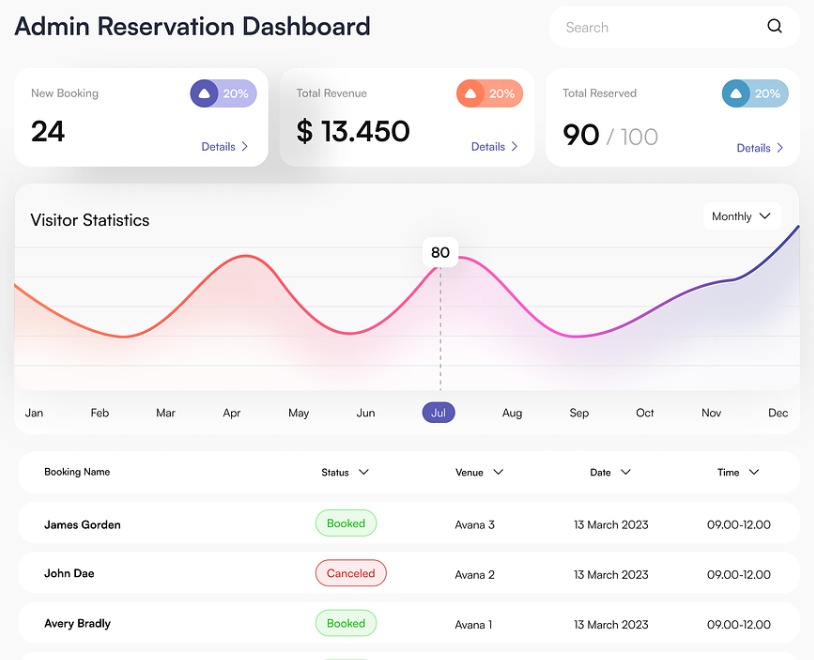 Admin Reservation Dashboard
Search
New Booking 20%
24
Details
Total Revenue 20%
$ 13.450
Details
Total Reserved 20%
90 / 100
Details
Visitor Statistics
Monthly
80
Jan Feb Mar Apr May Jun Jul Aug Sep Oct Nov Dec
Booking Name Status Venue Date Time
James Gorden Booked Avana 3 13 March 2023 09.00-12.00
John Dae Canceled Avana 2 13 March 2023 09.00-12.00
Avery Bradly Booked Avana 1 13 March 2023 09.00-12.00